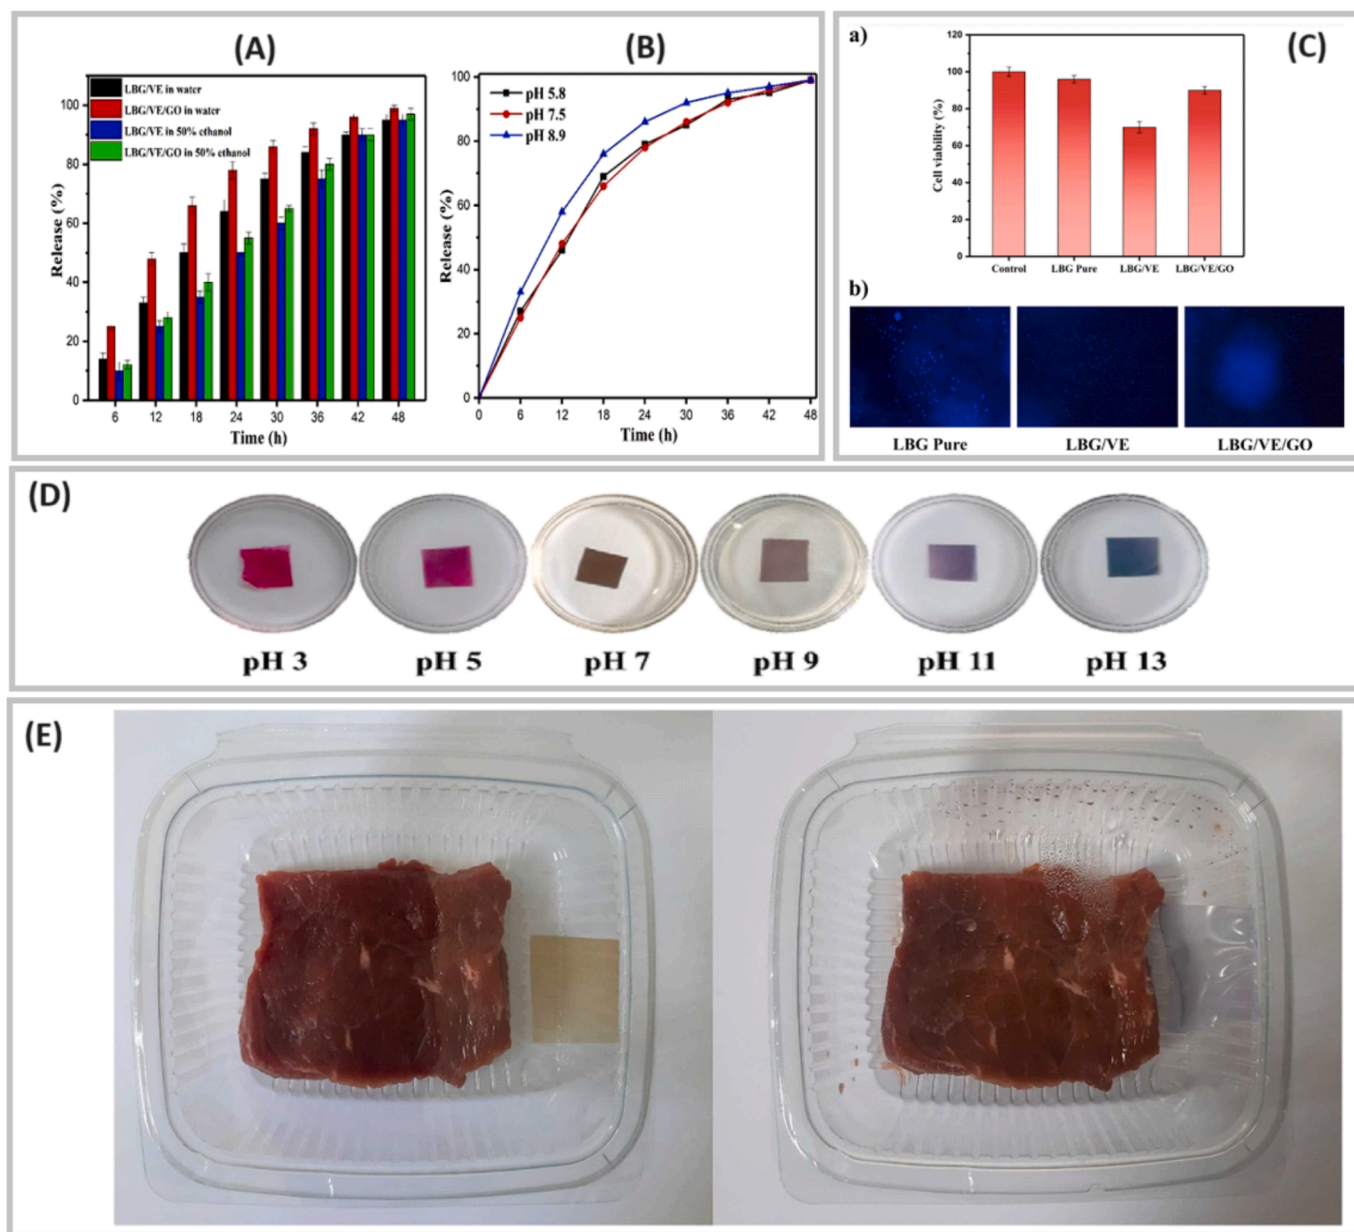 (A)
LBG/VE in water
LBG/VE/GO in water
LBG/VE in 50% ethanol
LBG/VE/GO in 50% ethanol
Release (%)
100
80
60
40
20
0
6 12 18 24 30 36 42 48
Time (h)
(B)
pH 5.8
pH 7.5
pH 8.9
Release (%)
100
80
60
40
20
0
0 6 12 18 24 30 36 42 48
Time (h)
(C)
a)
Cell viability (%)
120
100
80
60
40
20
0
Control LBG Pure LBG/VE LBG/VE/GO
b)
LBG Pure LBG/VE LBG/VE/GO
(D)
pH 3 pH 5 pH 7 pH 9 pH 11 pH 13
(E)